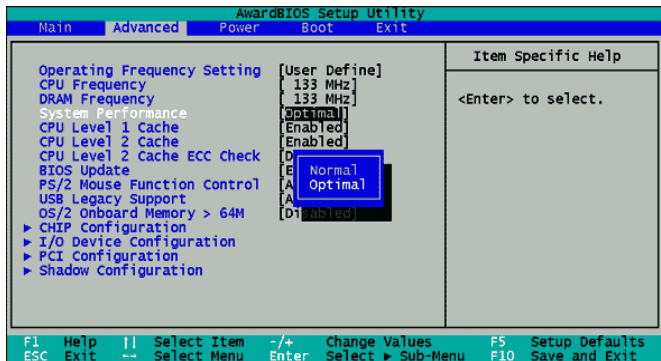 AwardBIOS Setup Utility
Main Advanced Power Boot Exit
Item Specific Help
Operating Frequency Setting [User Define]
CPU Frequency [ 133 MHz]
DRAM Frequency [ 133 MHz]
<Enter> to select.
System Performance [Optimal]
CPU Level 1 Cache [Enabled]
CPU Level 2 Cache [Enabled]
CPU Level 2 Cache ECC Check [D
BIOS Update [E
Normal
PS/2 Mouse Function Control [A
Optimal
USB Legacy Support [A
OS/2 Onboard Memory > 64M [Disabled]
▶ CHIP Configuration
▶ I/O Device Configuration
▶ PCI Configuration
▶ Shadow Configuration
F1 Help ↑↓ Select Item -/+ Change Values F5 Setup Defaults
ESC Exit ↔ Select Menu Enter Select ▶ Sub-Menu F10 Save and Exit